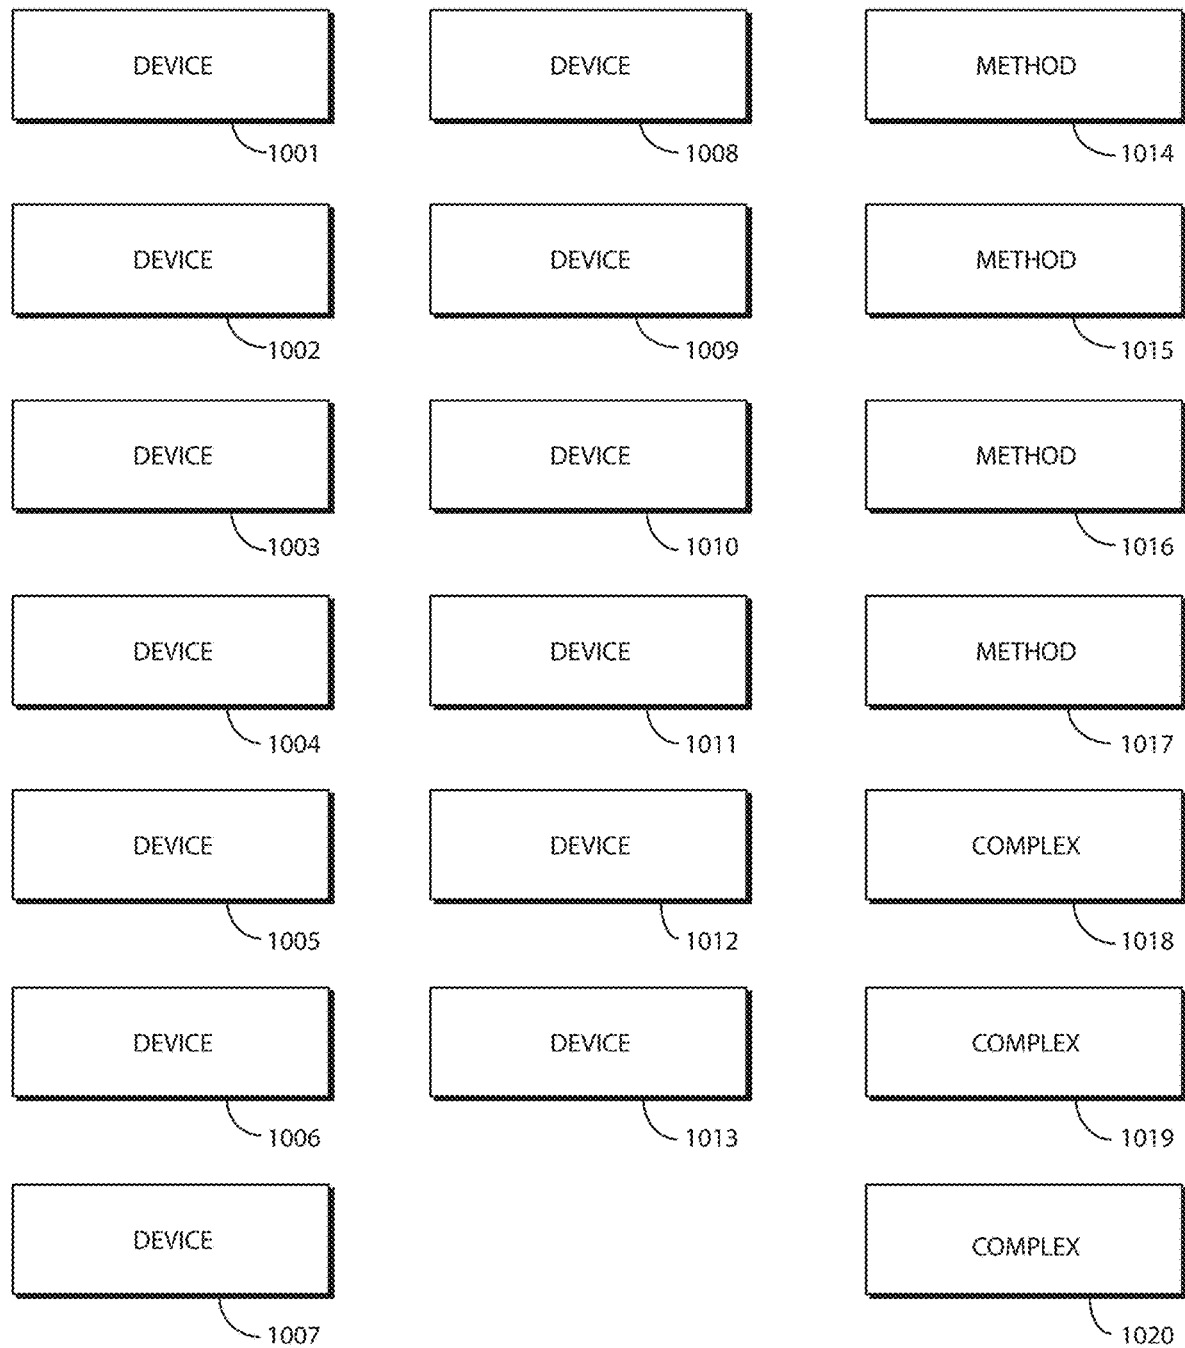 DEVICE
1001
DEVICE
1002
DEVICE
1003
DEVICE
1004
DEVICE
1005
DEVICE
1006
DEVICE
1007
DEVICE
1008
DEVICE
1009
DEVICE
1010
DEVICE
1011
DEVICE
1012
DEVICE
1013
METHOD
1014
METHOD
1015
METHOD
1016
METHOD
1017
COMPLEX
1018
COMPLEX
1019
COMPLEX
1020